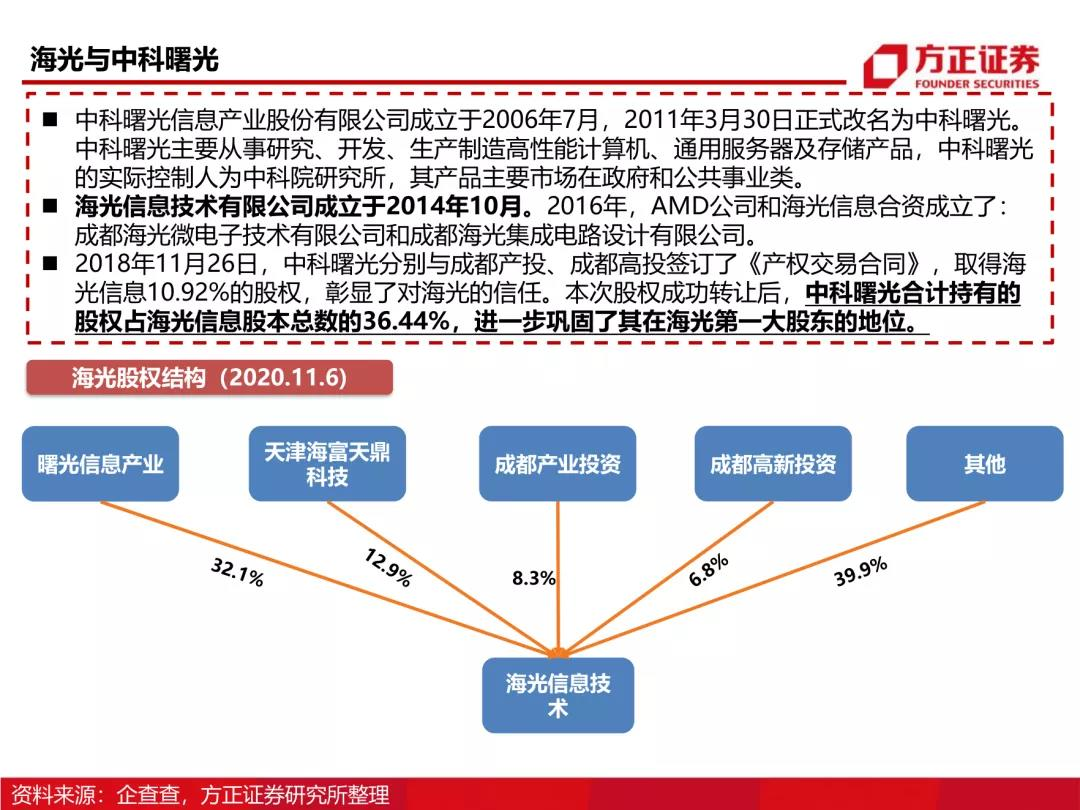 海光与中科曙光
方正证券
FOUNDER SECURITIES
■ 中科曙光信息产业股份有限公司成立于2006年7月，2011年3月30日正式改名为中科曙光。
中科曙光主要从事研究、开发、生产制造高性能计算机、通用服务器及存储产品，中科曙光
的实际控制人为中科院研究所，其产品主要市场在政府和公共事业类。
■ 海光信息技术有限公司成立于2014年10月。2016年，AMD公司和海光信息合资成立了：
成都海光微电子技术有限公司和成都海光集成电路设计有限公司。
■ 2018年11月26日，中科曙光分别与成都产投、成都高投签订了《产权交易合同》，取得海
光信息10.92%的股权，彰显了对海光的信任。本次股权成功转让后，中科曙光合计持有的
股权占海光信息股本总数的36.44%，进一步巩固了其在海光第一大股东的地位。
海光股权结构（2020.11.6)
曙光信息产业
天津海富天鼎
科技
成都产业投资
成都高新投资
其他
32.1%
12.9%
8.3%
6.8%
39.9%
海光信息技
术
资料来源：企查查，方正证券研究所整理